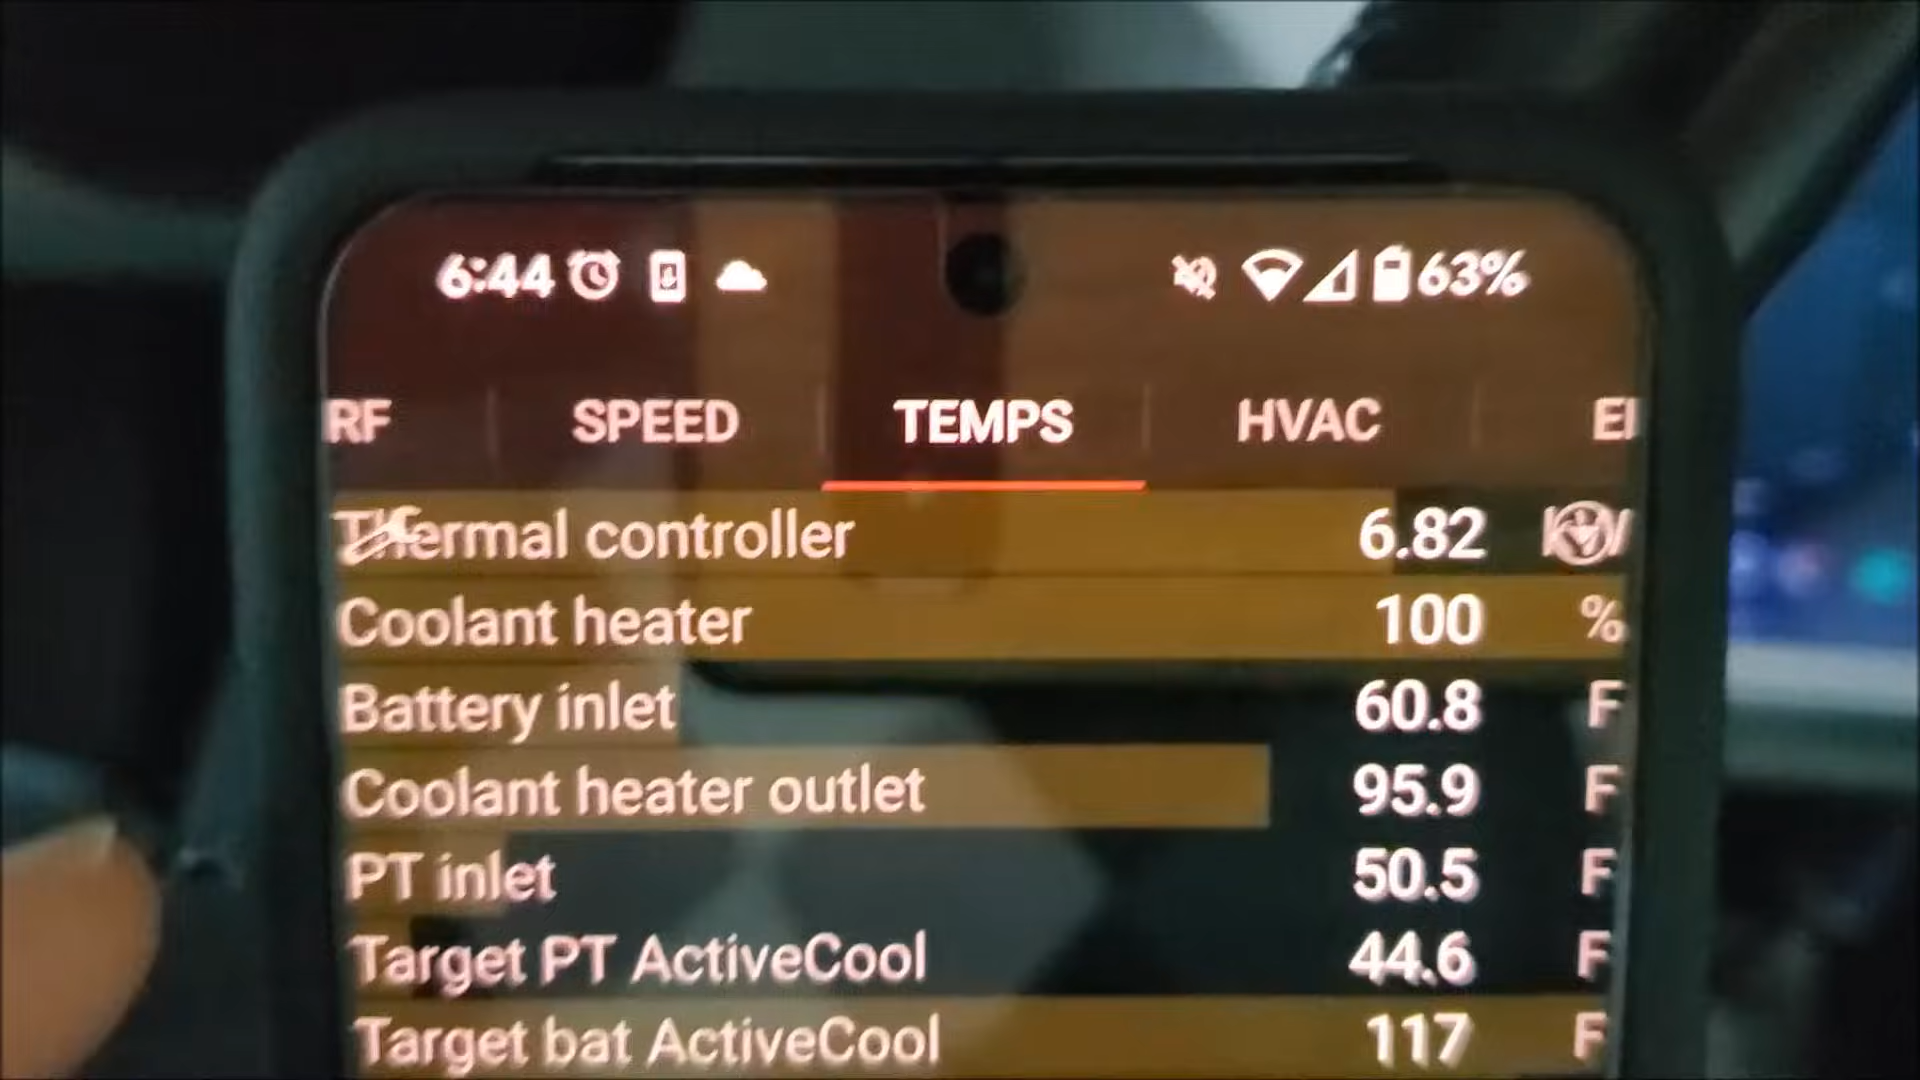 6:44 63%
RF SPEED TEMPS HVAC
Thermal controller 6.82
Coolant heater 100 %
Battery inlet 60.8 F
Coolant heater outlet 95.9 F
PT inlet 50.5 F
Target PT ActiveCool 44.6 F
Target bat ActiveCool 117 F